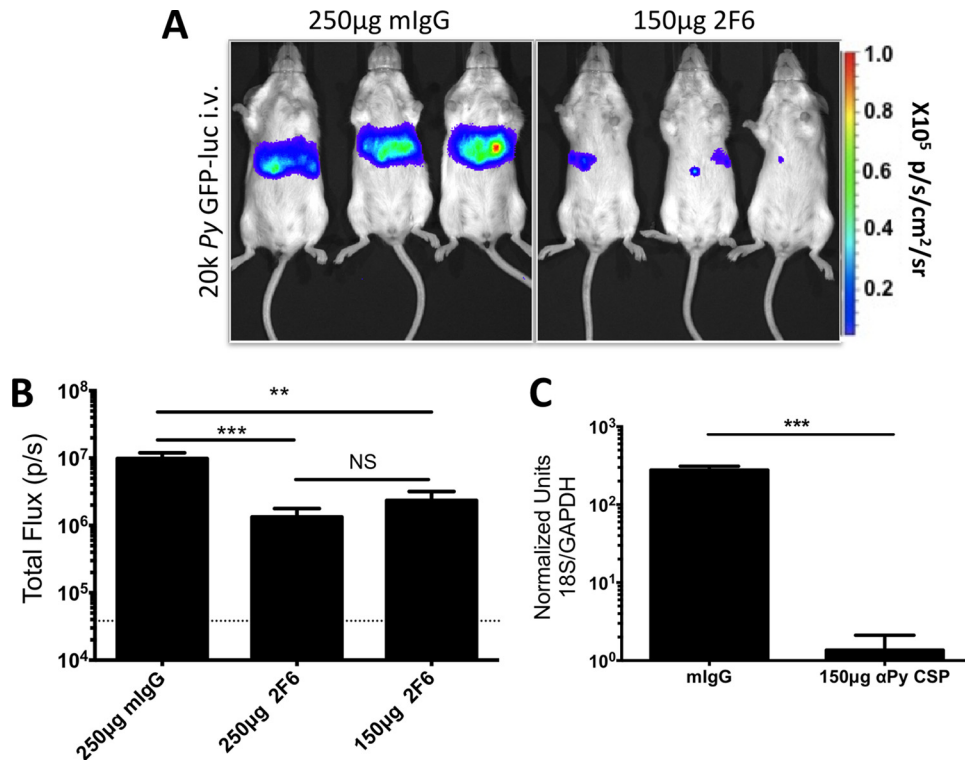 A
250µg mIgG
150µg 2F6
20k Py GFP-luc i.v.
1.0
0.8
0.6
0.4
0.2
X10⁵ p/s/cm²/sr
B
Total Flux (p/s)
10⁸
10⁷
10⁶
10⁵
10⁴
**
***
NS
250µg mIgG
250µg 2F6
150µg 2F6
C
Normalized Units
18S/GAPDH
10³
10²
10¹
10⁰
***
mIgG
150µg αPy CSP